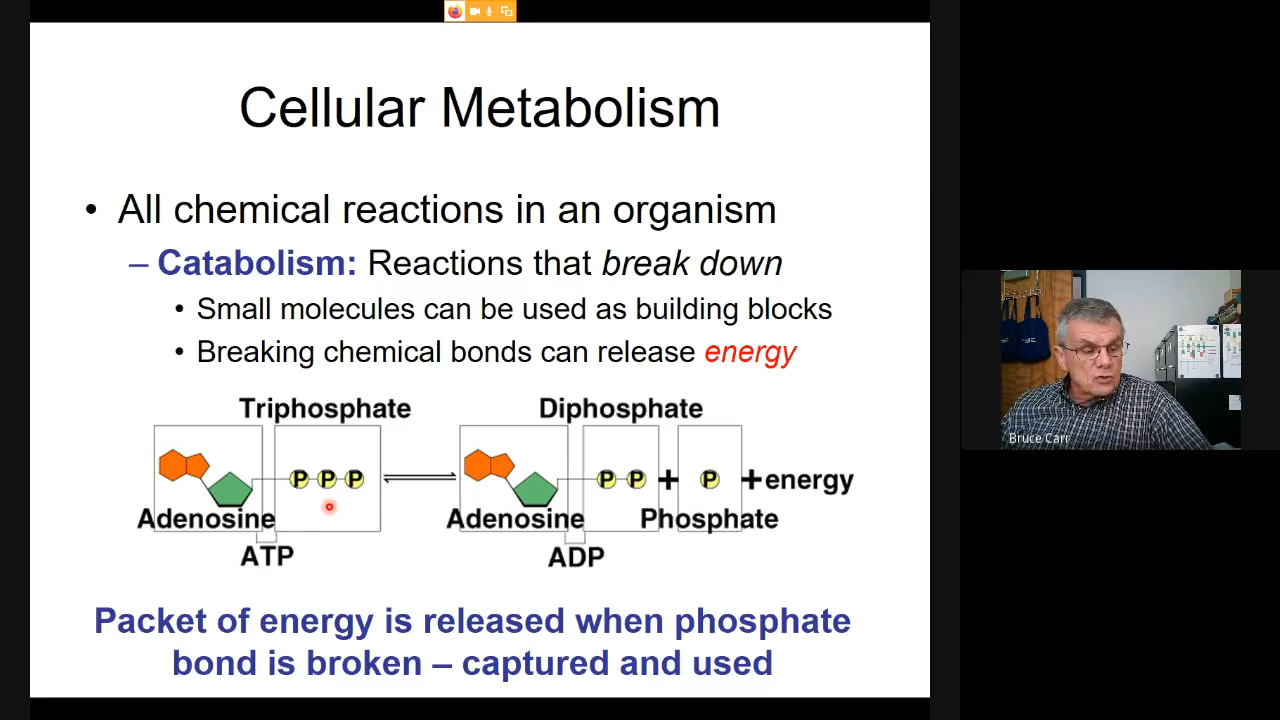 Cellular Metabolism
• All chemical reactions in an organism
– Catabolism: Reactions that break down
• Small molecules can be used as building blocks
• Breaking chemical bonds can release energy
Triphosphate
Diphosphate
P P P
P P + P + energy
Adenosine
Adenosine
Phosphate
ATP
ADP
Packet of energy is released when phosphate
bond is broken – captured and used
Bruce Carr